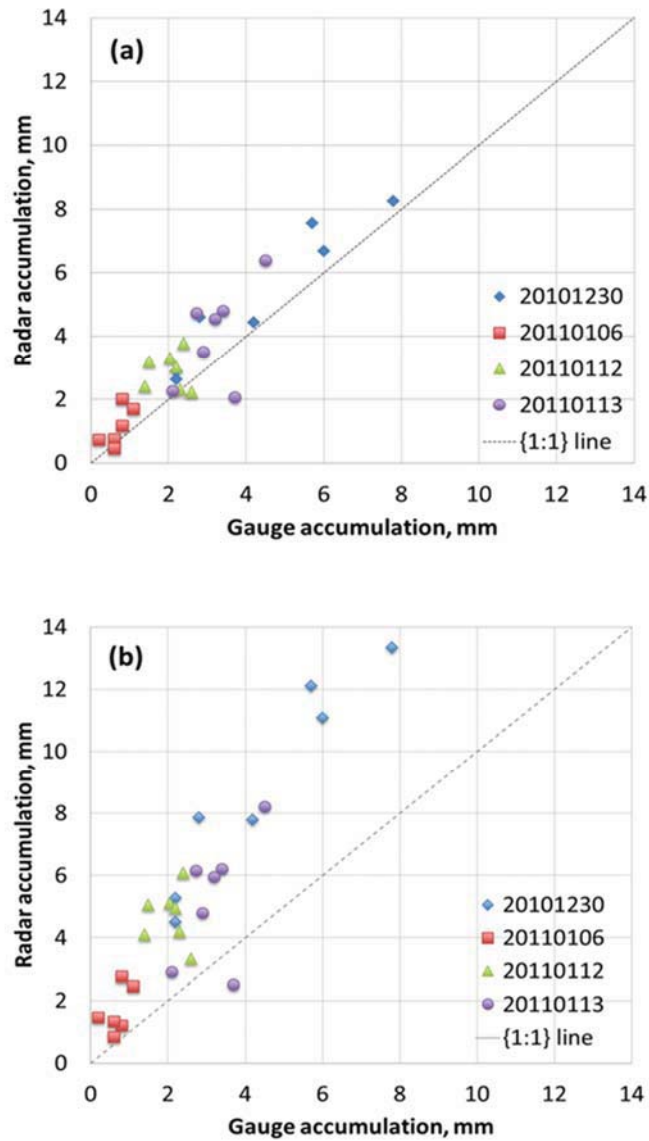 14
12
10
8
6
4
2
0
Radar accumulation, mm
(a)
20101230
20110106
20110112
20110113
{1:1} line
0 2 4 6 8 10 12 14
Gauge accumulation, mm
14
12
10
8
6
4
2
0
Radar accumulation, mm
(b)
20101230
20110106
20110112
20110113
{1:1} line
0 2 4 6 8 10 12 14
Gauge accumulation, mm